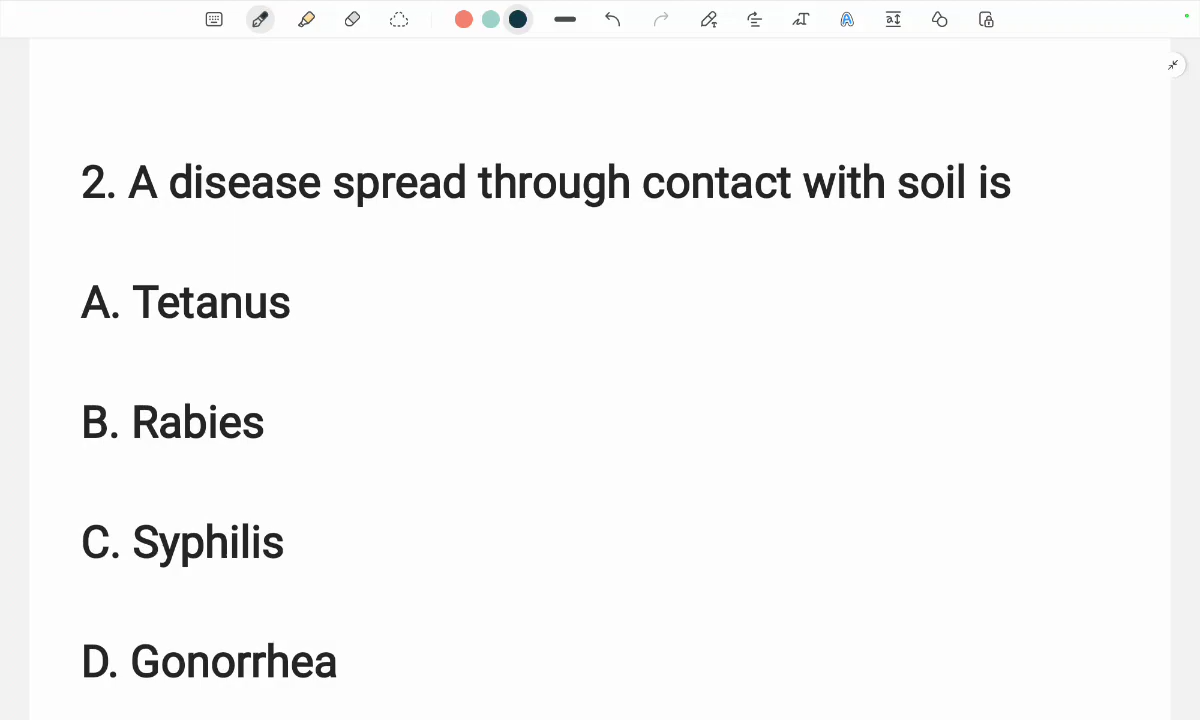 2. A disease spread through contact with soil is
A. Tetanus
B. Rabies
C. Syphilis
D. Gonorrhea